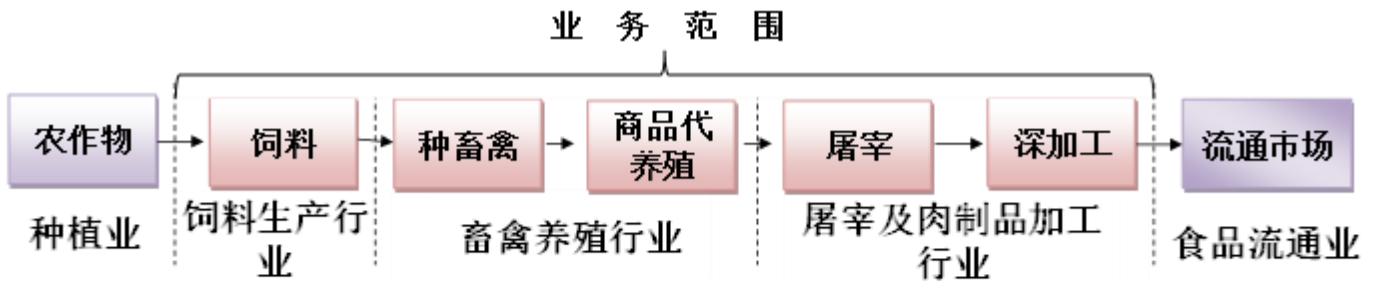 业 务 范 围
农作物
饲料
种畜禽
商品代
养殖
屠宰
深加工
流通市场
种植业
饲料生产行
业
畜禽养殖行业
屠宰及肉制品加工
行业
食品流通业